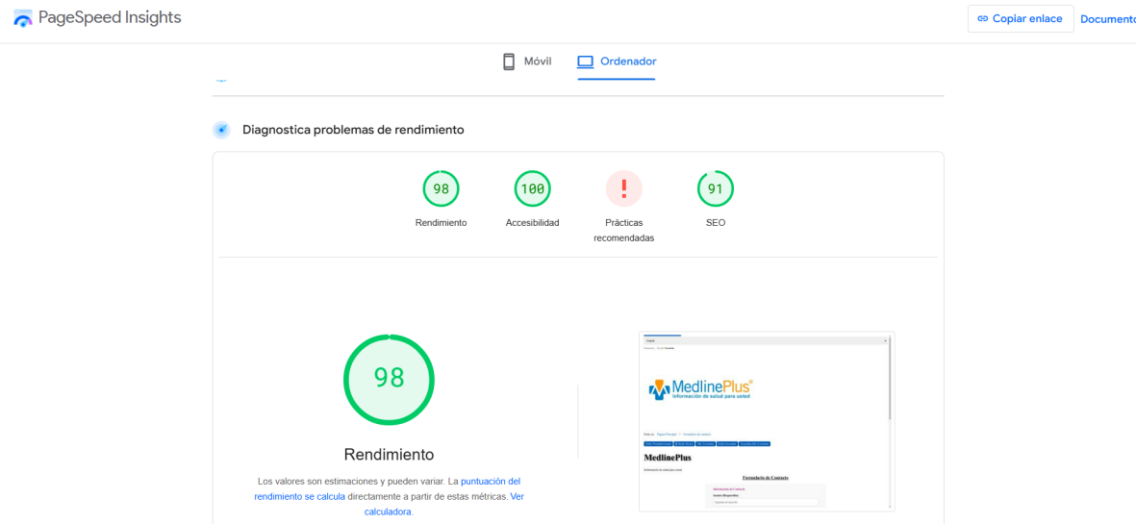 PageSpeed Insights
Copiar enlace
Documento
Móvil
Ordenador
Diagnostica problemas de rendimiento
98
100
91
Rendimiento
Accesibilidad
Prácticas
recomendadas
SEO
98
Rendimiento
Los valores son estimaciones y pueden variar. La puntuación del
rendimiento se calcula directamente a partir de estas métricas. Ver
calculadora.
MedlinePlus®
Información de salud para usted
MedlinePlus
Formulario de Contacto